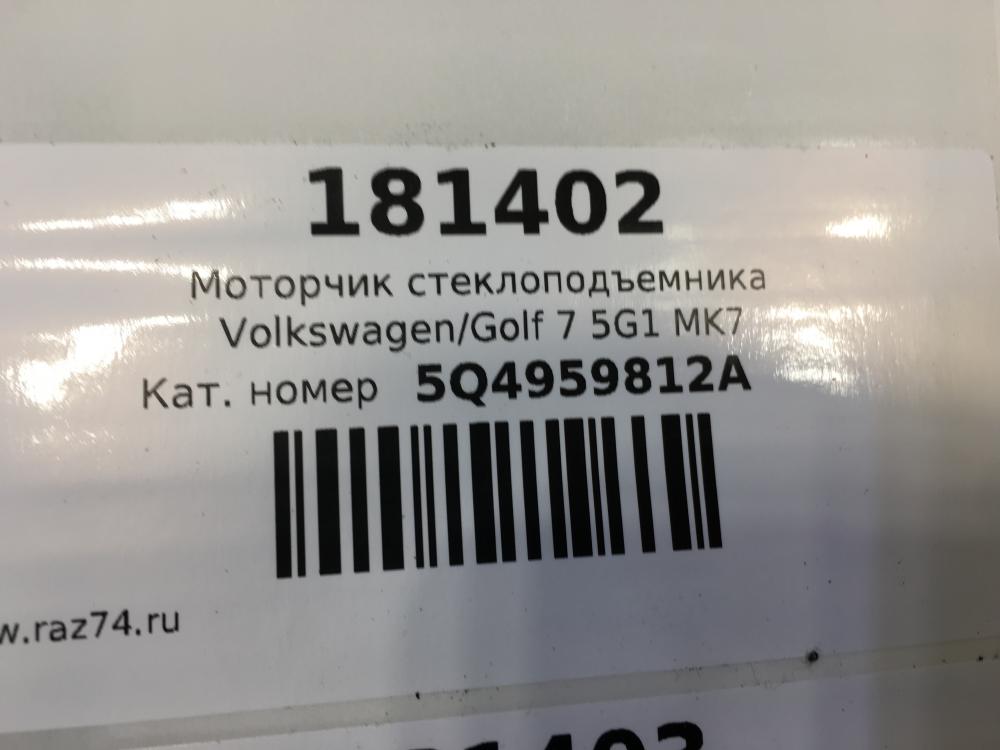 181402
Моторчик стеклоподъемника
Volkswagen/Golf 7 5G1 MK7
Кат. номер 5Q4959812A
w.raz74.ru